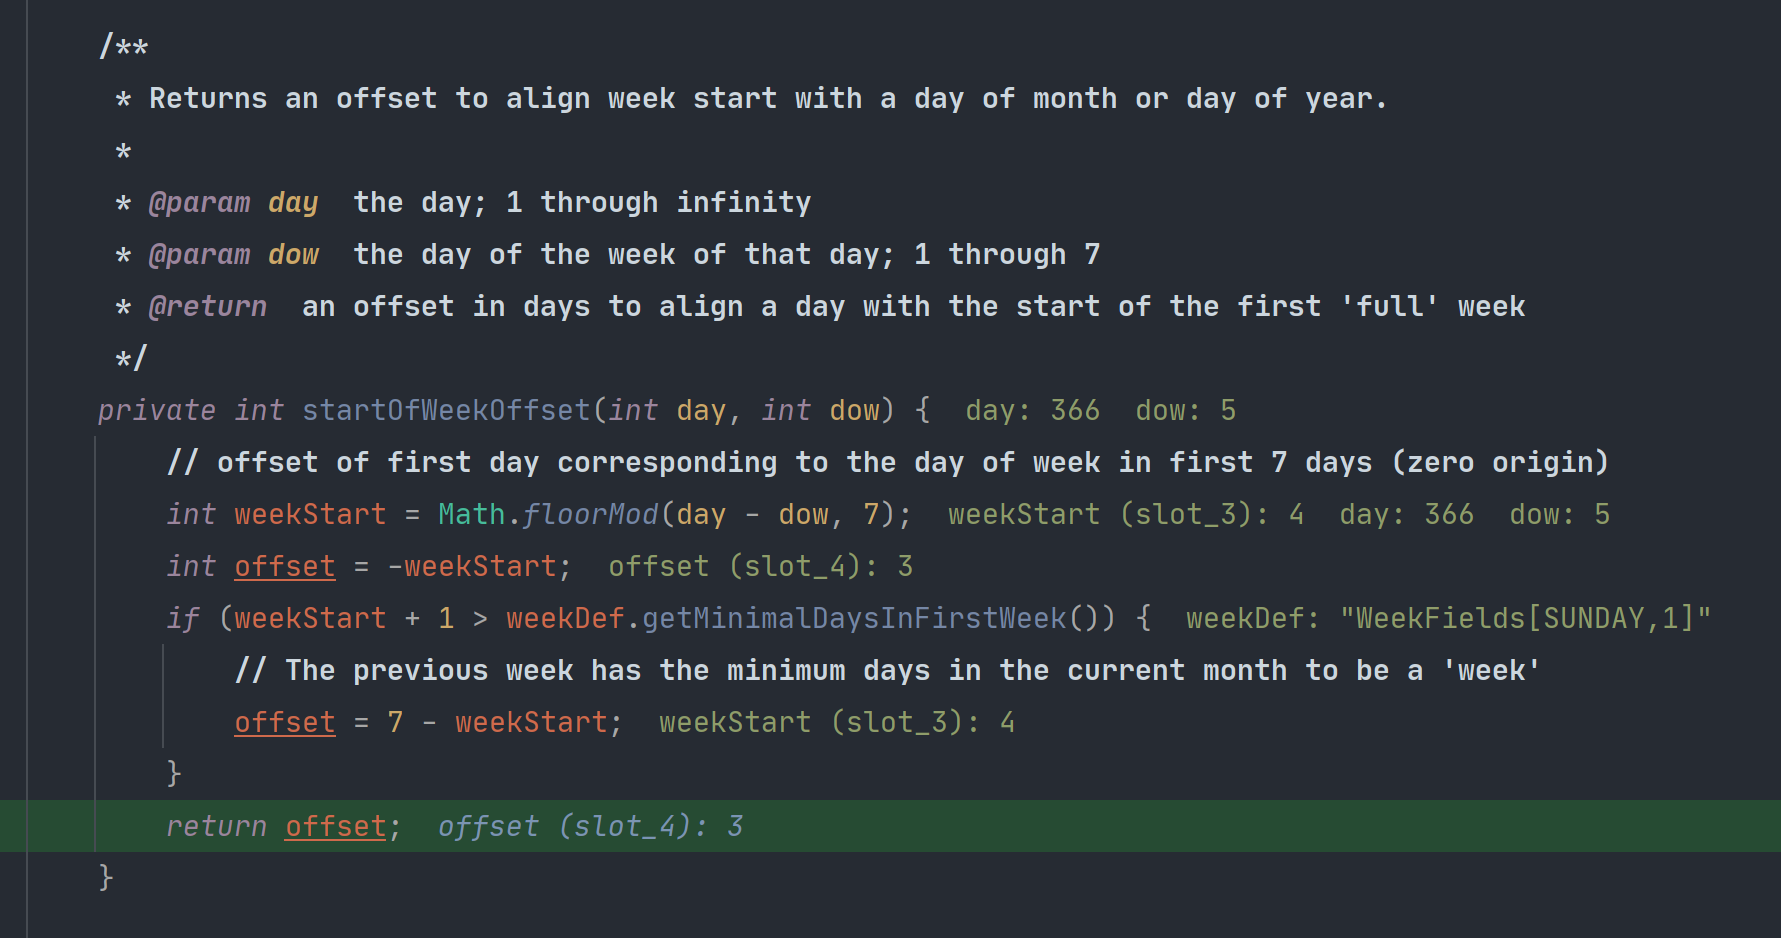 /**
* Returns an offset to align week start with a day of month or day of year.
*
* @param day  the day; 1 through infinity
* @param dow  the day of the week of that day; 1 through 7
* @return  an offset in days to align a day with the start of the first 'full' week
*/
private int startOfWeekOffset(int day, int dow) {  day: 366  dow: 5
// offset of first day corresponding to the day of week in first 7 days (zero origin)
int weekStart = Math.floorMod(day - dow, 7);  weekStart (slot_3): 4  day: 366  dow: 5
int offset = -weekStart;  offset (slot_4): 3
if (weekStart + 1 > weekDef.getMinimalDaysInFirstWeek()) {  weekDef: "WeekFields[SUNDAY,1]"
// The previous week has the minimum days in the current month to be a 'week'
offset = 7 - weekStart;  weekStart (slot_3): 4
}
return offset;  offset (slot_4): 3
}